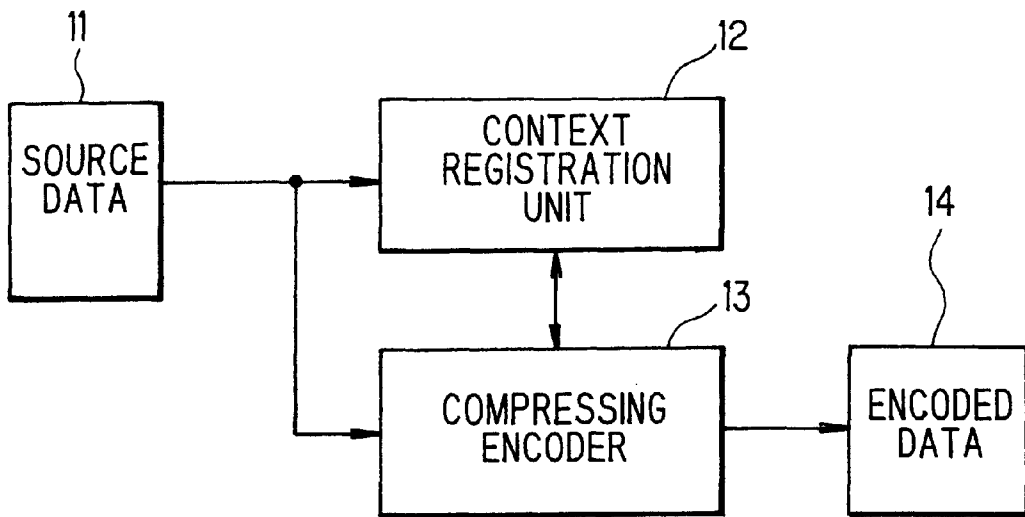 11
SOURCE
DATA
12
CONTEXT
REGISTRATION
UNIT
13
COMPRESSING
ENCODER
14
ENCODED
DATA